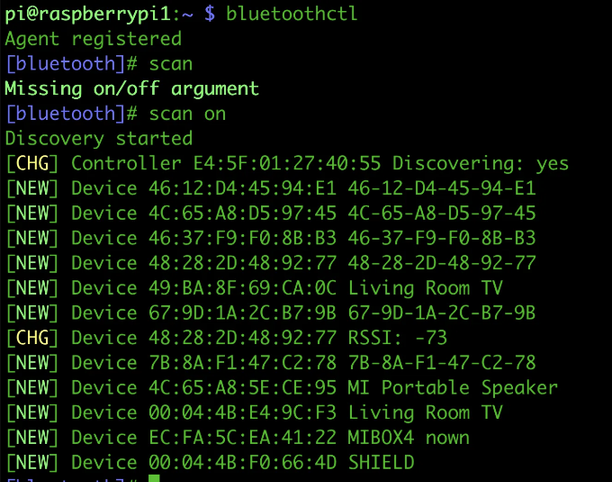 pi@raspberrypi1:~ $ bluetoothctl
Agent registered
[bluetooth]# scan
Missing on/off argument
[bluetooth]# scan on
Discovery started
[CHG] Controller E4:5F:01:27:40:55 Discovering: yes
[NEW] Device 46:12:D4:45:94:E1 46-12-D4-45-94-E1
[NEW] Device 4C:65:A8:D5:97:45 4C-65-A8-D5-97-45
[NEW] Device 46:37:F9:F0:8B:B3 46-37-F9-F0-8B-B3
[NEW] Device 48:28:2D:48:92:77 48-28-2D-48-92-77
[NEW] Device 49:BA:8F:69:CA:0C Living Room TV
[NEW] Device 67:9D:1A:2C:B7:9B 67-9D-1A-2C-B7-9B
[CHG] Device 48:28:2D:48:92:77 RSSI: -73
[NEW] Device 7B:8A:F1:47:C2:78 7B-8A-F1-47-C2-78
[NEW] Device 4C:65:A8:5E:CE:95 MI Portable Speaker
[NEW] Device 00:04:4B:E4:9C:F3 Living Room TV
[NEW] Device EC:FA:5C:EA:41:22 MIBOX4 nown
[NEW] Device 00:04:4B:F0:66:4D SHIELD
[bluetooth]#